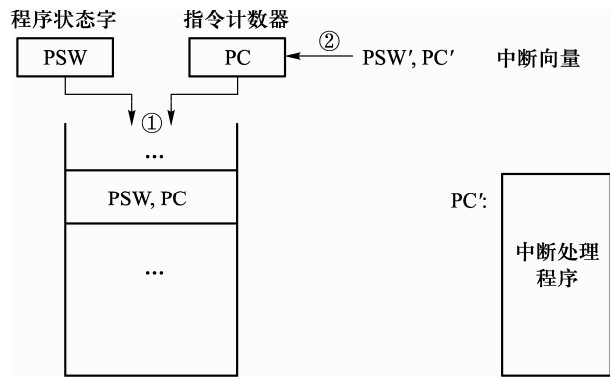 程序状态字 指令计数器
PSW PC ② PSW′, PC′ 中断向量
①
...
PSW, PC PC′:
...
中断处理
程序